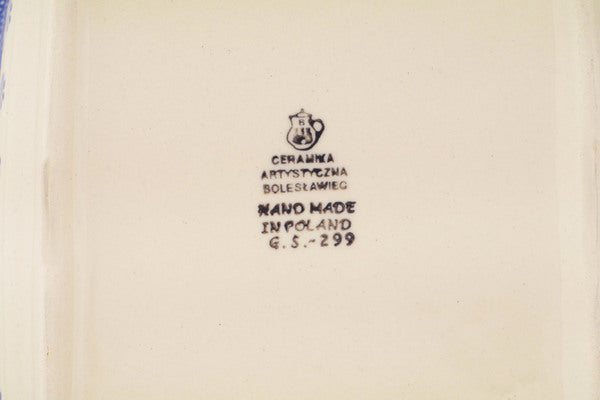 B
CERAMIKA
ARTYSTYCZNA
BOLESŁAWIEC
HAND MADE
IN POLAND
G.S.-299